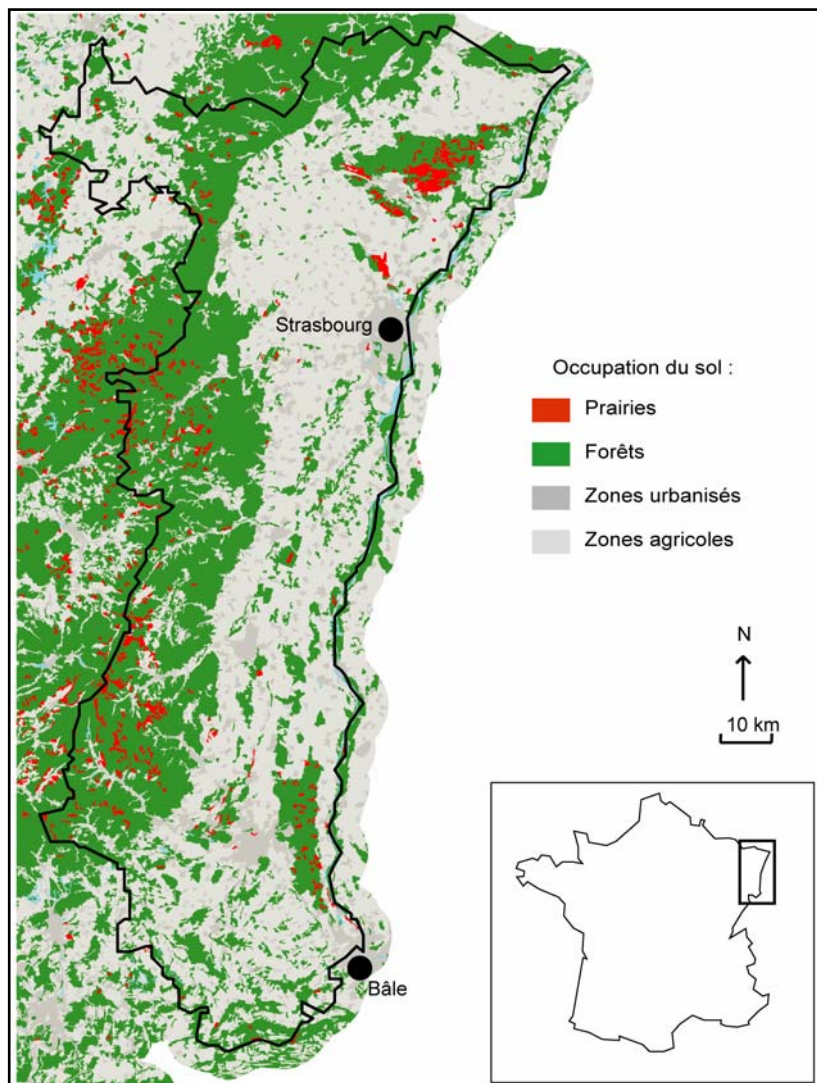 Strasbourg
Occupation du sol :
Prairies
Forêts
Zones urbanisés
Zones agricoles
N
10 km
Bâle